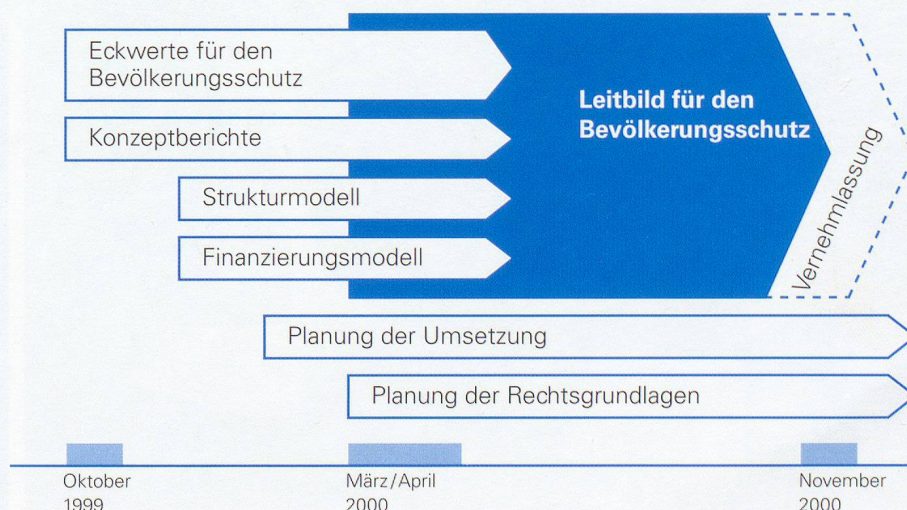 Eckwerte für den
Bevölkerungsschutz
Konzeptberichte
Strukturmodell
Finanzierungsmodell
Leitbild für den
Bevölkerungsschutz
Vernehmlassung
Planung der Umsetzung
Planung der Rechtsgrundlagen
Oktober
1999
März/April
2000
November
2000